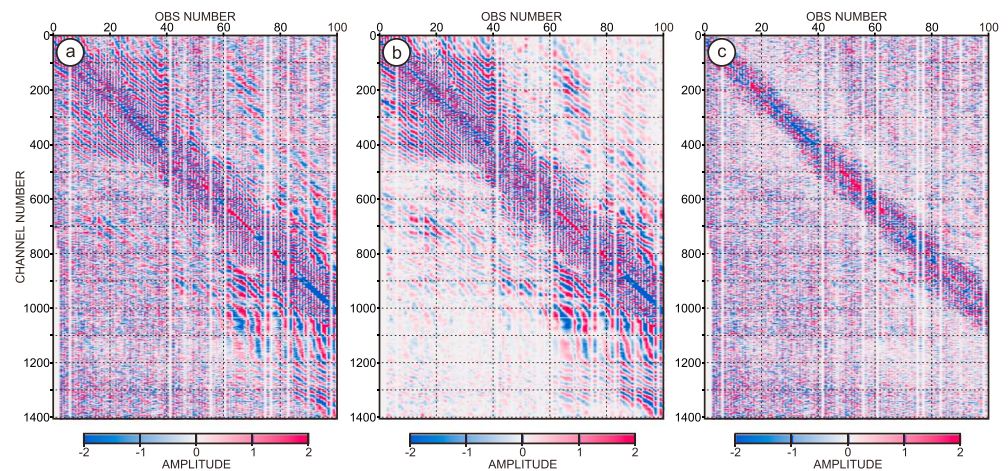 OBS NUMBER OBS NUMBER OBS NUMBER
0 20 40 60 80 100 0 20 40 60 80 100 0 20 40 60 80 100
0 0 0
a b c
200 200 200
400 400 400
600 600 600
800 800 800
1000 1000 1000
1200 1200 1200
1400 1400 1400
CHANNEL NUMBER
-2 -1 0 1 2 -2 -1 0 1 2 -2 -1 0 1 2
AMPLITUDE AMPLITUDE AMPLITUDE